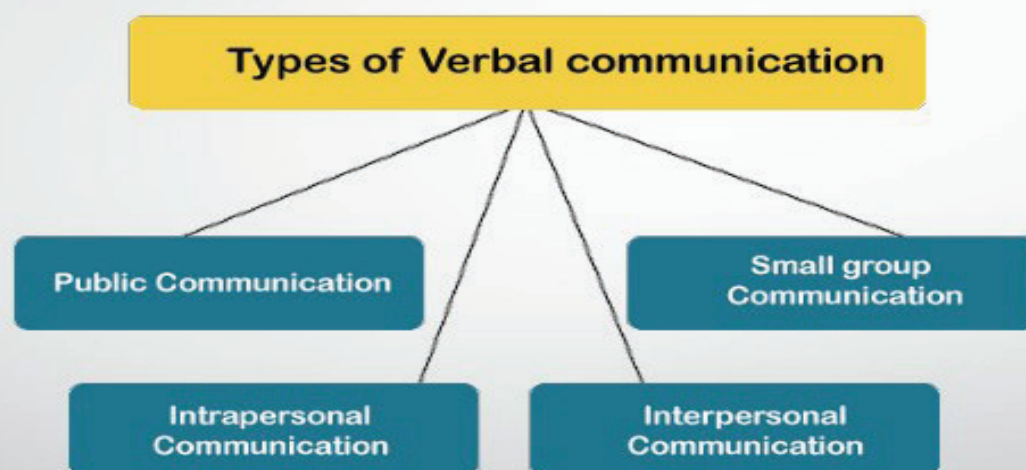 Types of Verbal communication
Public Communication
Small group
Communication
Intrapersonal
Communication
Interpersonal
Communication